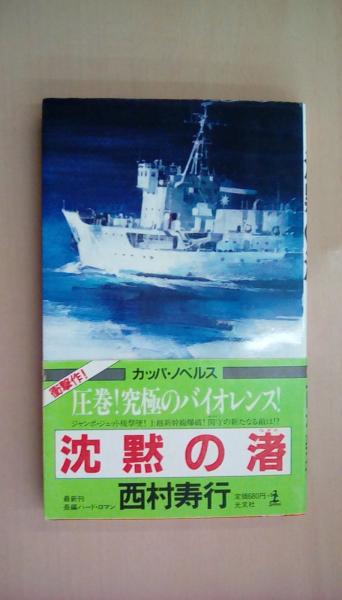 衝撃作!
カッパ・ノベルス
圧巻!究極のバイオレンス!
ジャンボ・ジェット機撃墜!上越新幹線爆破!関守の新たなる敵は!?
沈黙の渚
最新刊
長編ハード・ロマン
西村寿行
定価680円
光文社